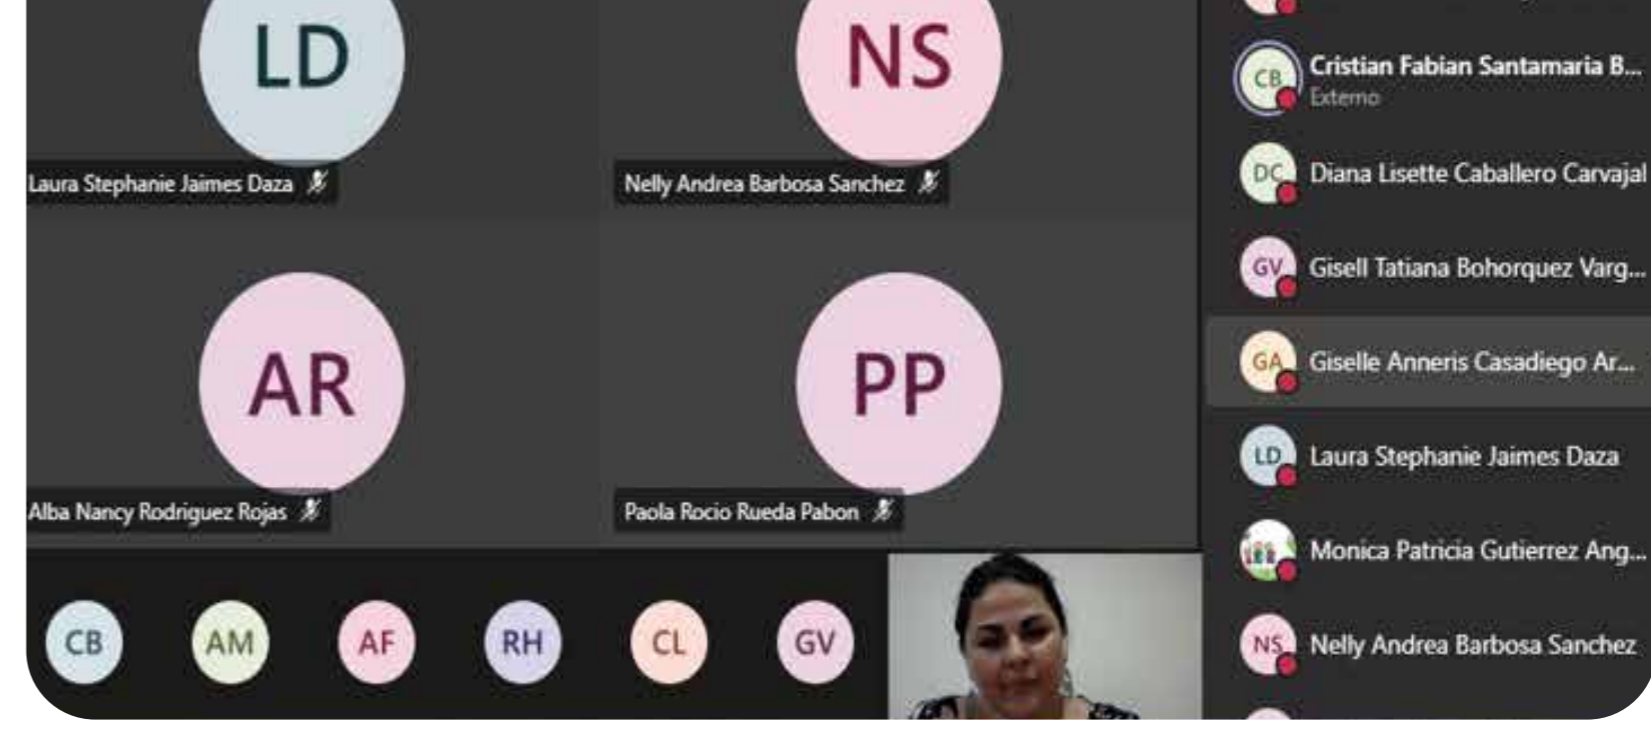 LD
NS
Laura Stephanie Jaimes Daza
Nelly Andrea Barbosa Sanchez
AR
PP
Alba Nancy Rodriguez Rojas
Paola Rocio Rueda Pabon
CB
AM
AF
RH
CL
GV
CB
Cristian Fabian Santamaria B...
Externo
DC
Diana Lisette Caballero Carvajal
GV
Gisell Tatiana Bohorquez Varg...
GA
Giselle Anneris Casadiego Ar...
LD
Laura Stephanie Jaimes Daza
Monica Patricia Gutierrez Ang...
NS
Nelly Andrea Barbosa Sanchez